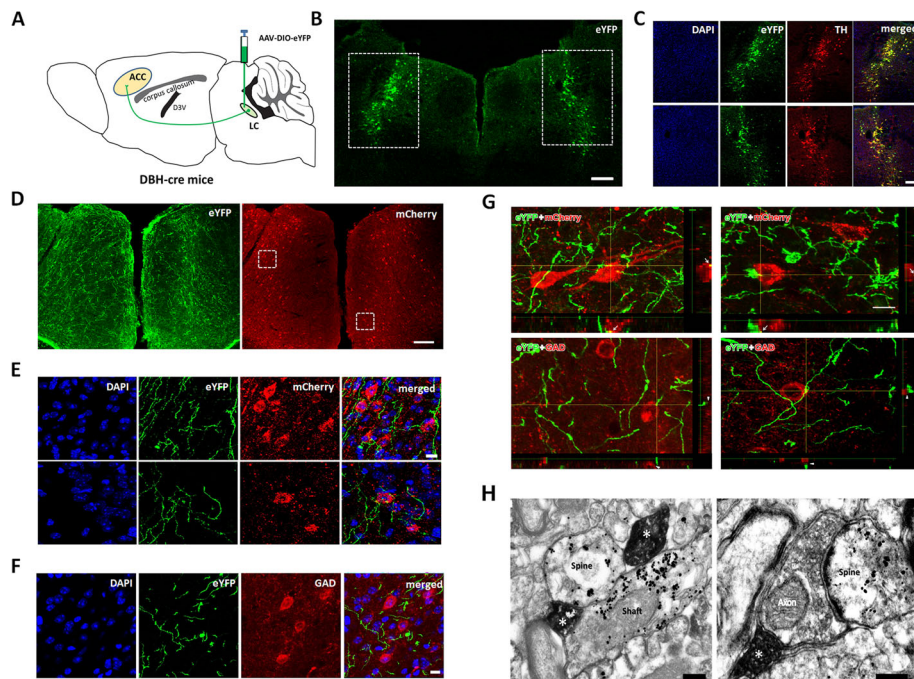 A
AAV-DIO-eYFP
ACC
corpus callosum
D3V
LC
DBH-cre mice
B
eYFP
C
DAPI
eYFP
TH
merged
D
eYFP
mCherry
E
DAPI
eYFP
mCherry
merged
F
DAPI
eYFP
GAD
merged
G
eYFP+mCherry
eYFP+mCherry
eYFP+GAD
eYFP+GAD
H
*
Spine
Shaft
*
Spine
Axon
*